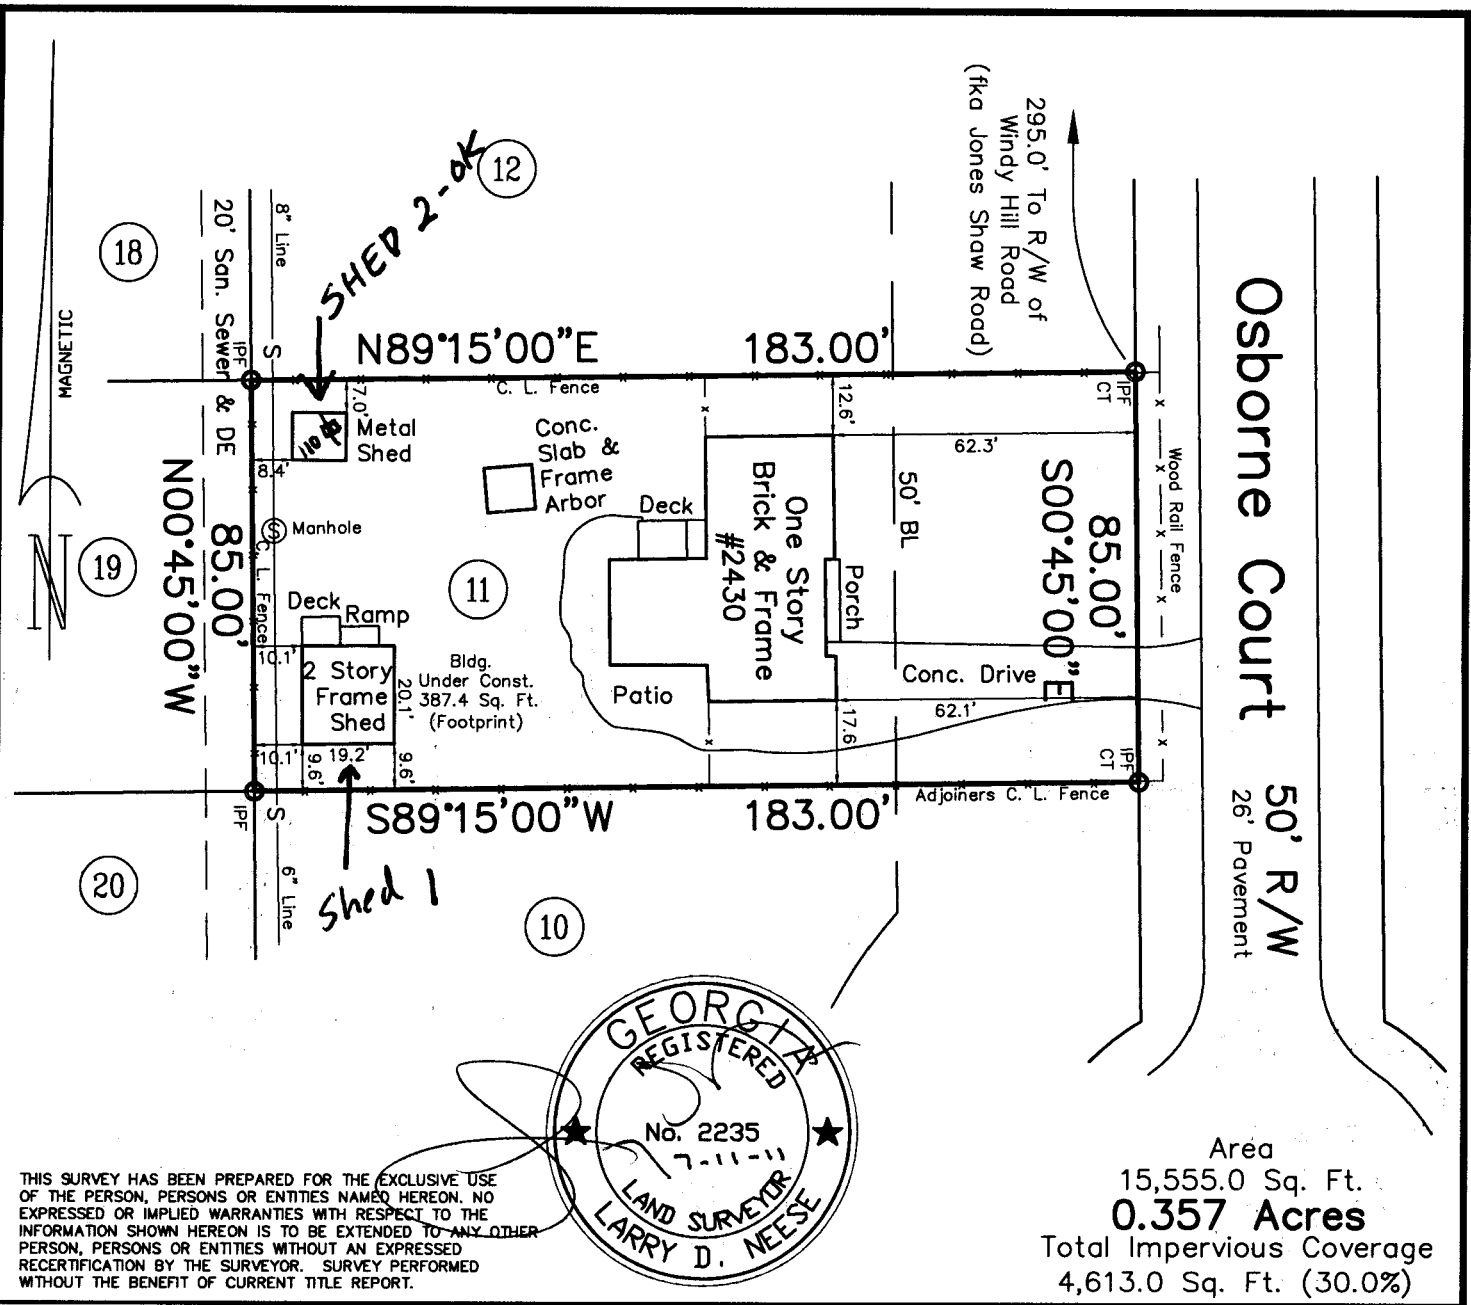 295.0' To R/W of
Windy Hill Road
(fka Jones Shaw Road)
12
SHED 2-OK
18
8" Line
20' San. Sewer & DE
MAGNETIC
N
IPF
S
N89°15'00"E
183.00'
C. L. Fence
IPF
CT
Osborne Court
50' R/W
26' Pavement
Wood Rail Fence
7.0'
Metal
Shed
110
8.4'
Conc.
Slab &
Frame
Arbor
12.6'
62.3'
50' BL
S00°45'00"E
85.00'
N00°45'00"W
85.00'
S
Manhole
C. L. Fence
19
11
Deck
One Story
Brick & Frame
#2430
Porch
Deck
Ramp
10.1'
2 Story
Frame
Shed
20.1'
Bldg.
Under Const.
387.4 Sq. Ft.
(Footprint)
Patio
Conc. Drive
62.1'
17.6
10.1'
9.6'
19.2'
9.6'
IPF
CT
IPF
S
S89°15'00"W
183.00'
Adjoiners C. L. Fence
6" Line
Shed 1
20
10
GEORGIA
REGISTERED
No. 2235
7-11-11
LAND SURVEYOR
LARRY D. NEESE
THIS SURVEY HAS BEEN PREPARED FOR THE EXCLUSIVE USE
OF THE PERSON, PERSONS OR ENTITIES NAMED HEREON. NO
EXPRESSED OR IMPLIED WARRANTIES WITH RESPECT TO THE
INFORMATION SHOWN HEREON IS TO BE EXTENDED TO ANY OTHER
PERSON, PERSONS OR ENTITIES WITHOUT AN EXPRESSED
RECERTIFICATION BY THE SURVEYOR. SURVEY PERFORMED
WITHOUT THE BENEFIT OF CURRENT TITLE REPORT.
Area
15,555.0 Sq. Ft.
0.357 Acres
Total Impervious Coverage
4,613.0 Sq. Ft. (30.0%)